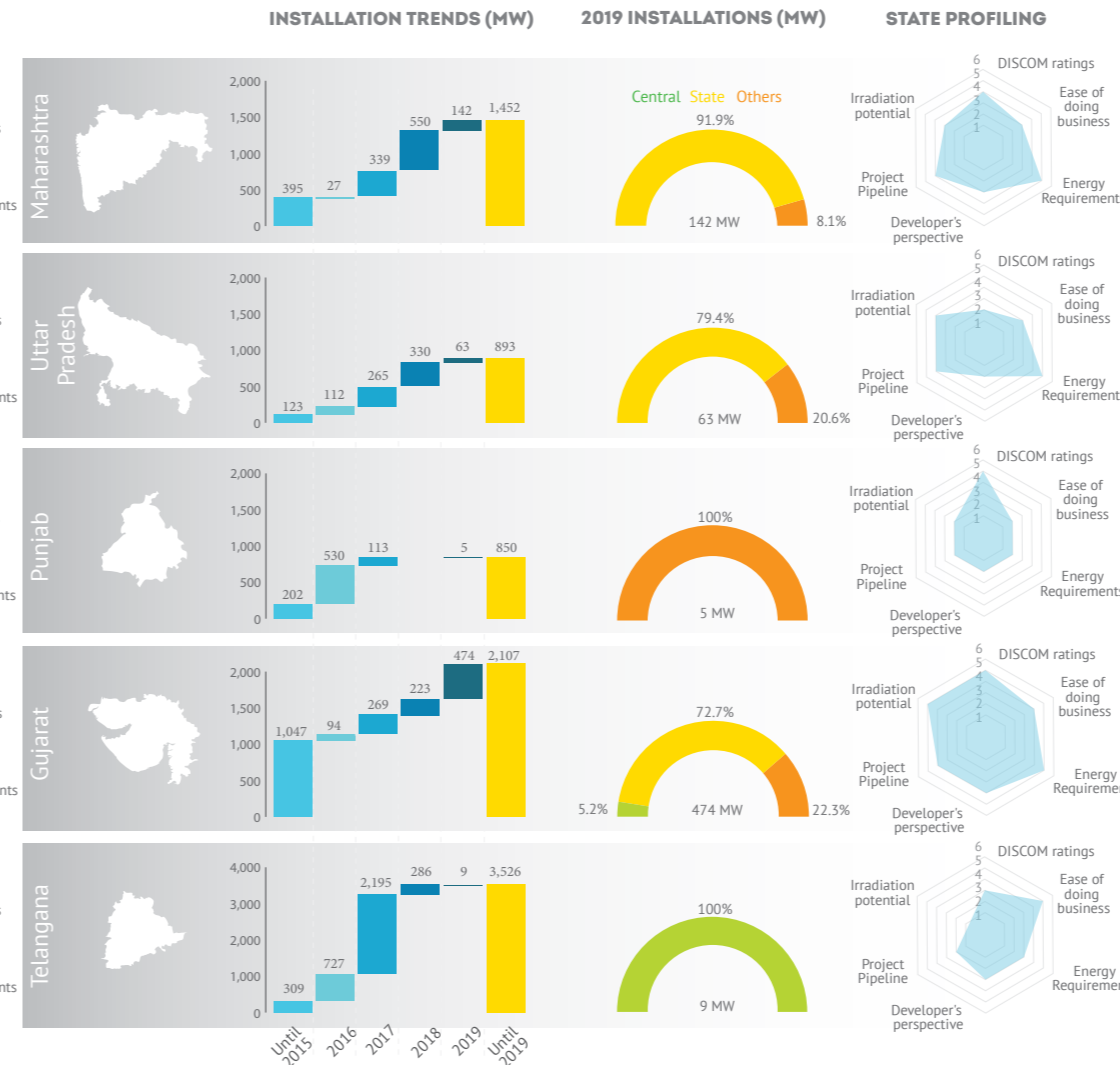 INSTALLATION TRENDS (MW)
2019 INSTALLATIONS (MW)
STATE PROFILING
Maharashtra
2,000
1,500
1,000
500
0
395
27
339
550
142
1,452
Central State Others
91.9%
142 MW
8.1%
6
5
4
3
2
1
DISCOM ratings
Ease of
doing
business
Energy
Requirement
Developer's
perspective
Project
Pipeline
Irradiation
potential
Uttar
Pradesh
2,000
1,500
1,000
500
0
123
112
265
330
63
893
79.4%
63 MW
20.6%
6
5
4
3
2
1
DISCOM ratings
Ease of
doing
business
Energy
Requirement
Developer's
perspective
Project
Pipeline
Irradiation
potential
Punjab
2,000
1,500
1,000
500
0
202
530
113
5
850
100%
5 MW
6
5
4
3
2
1
DISCOM ratings
Ease of
doing
business
Energy
Requirements
Developer's
perspective
Project
Pipeline
Irradiation
potential
Gujarat
2,000
1,500
1,000
500
0
1,047
94
269
223
474
2,107
72.7%
5.2%
474 MW
22.3%
6
5
4
3
2
1
DISCOM ratings
Ease of
doing
business
Energy
Requiremen
Developer's
perspective
Project
Pipeline
Irradiation
potential
Telangana
4,000
3,000
2,000
1,000
0
309
727
2,195
286
9
3,526
100%
9 MW
6
5
4
3
2
1
DISCOM ratings
Ease of
doing
business
Energy
Requiremen
Developer's
perspective
Project
Pipeline
Irradiation
potential
Until
2015
2016
2017
2018
2019
Until
2019